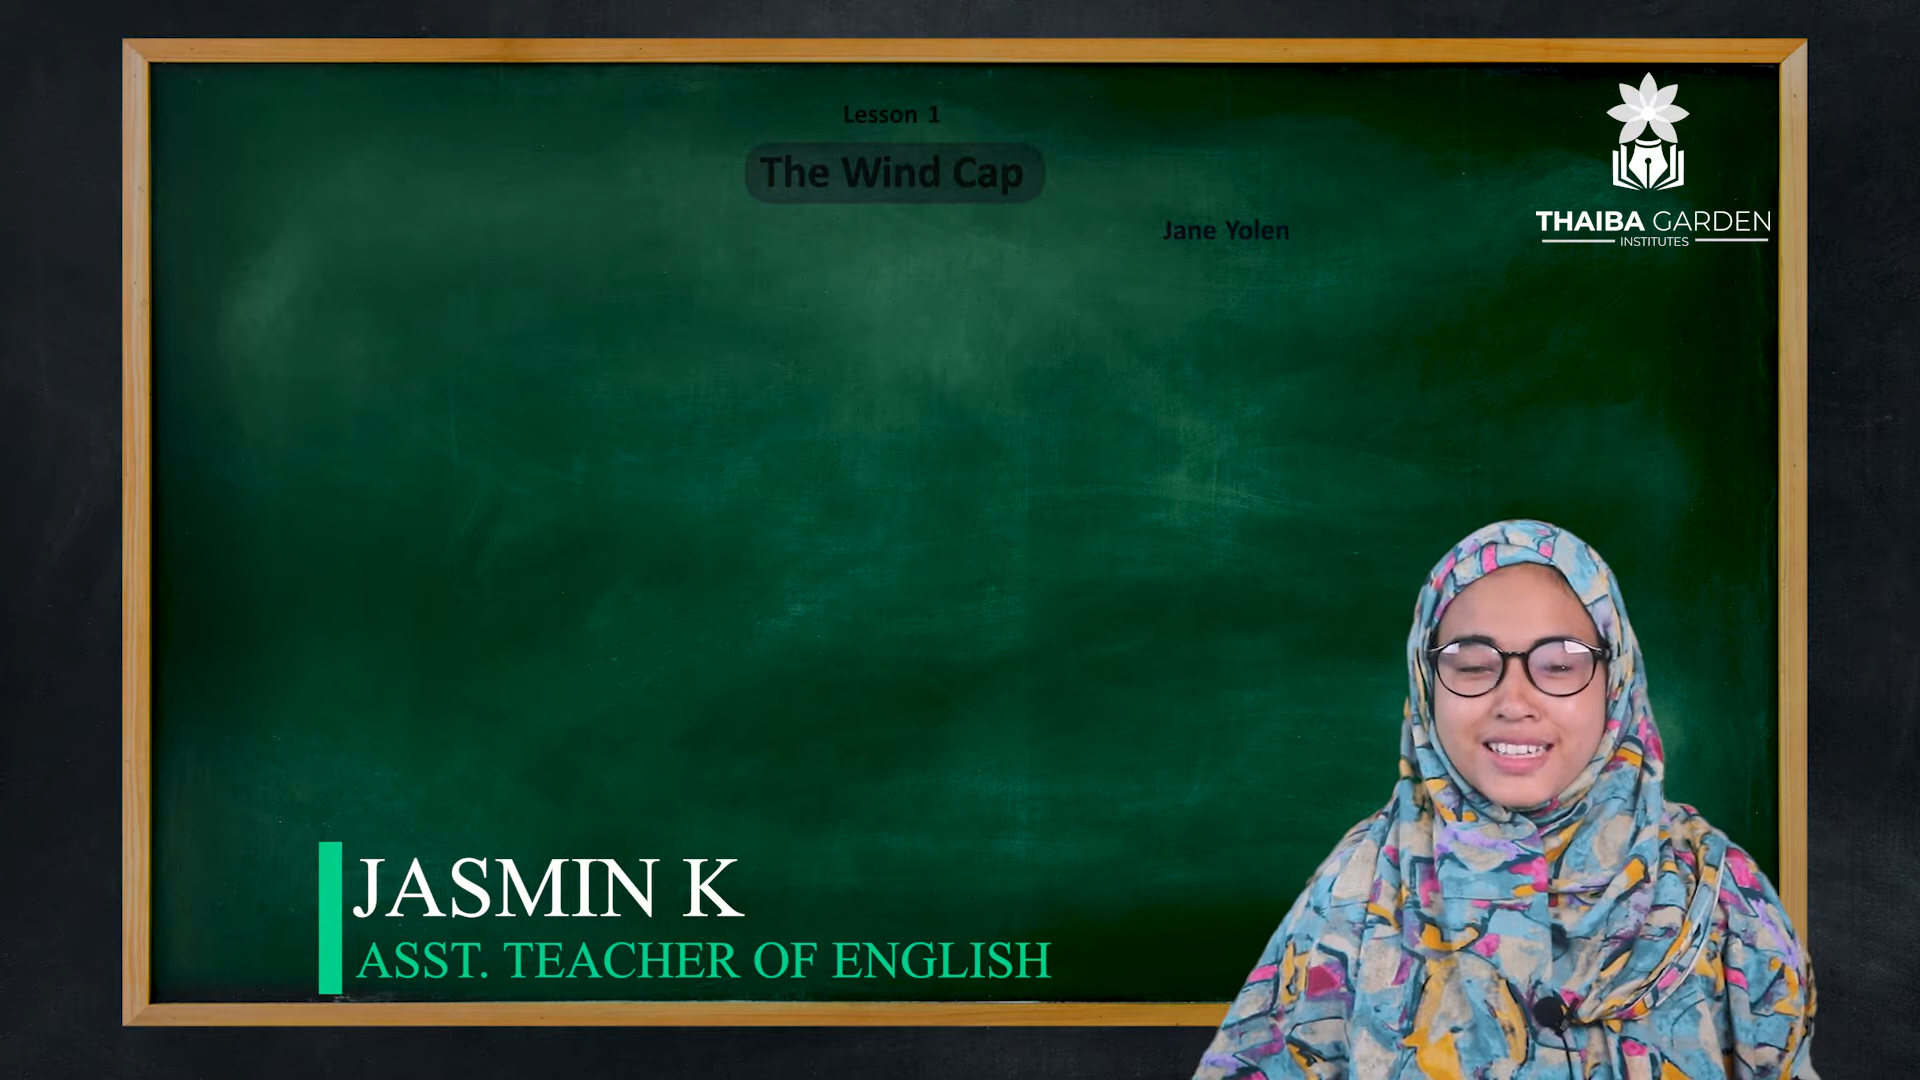 Lesson 1
The Wind Cap
Jane Yolen
THAIBA GARDEN
INSTITUTES
JASMIN K
ASST. TEACHER OF ENGLISH